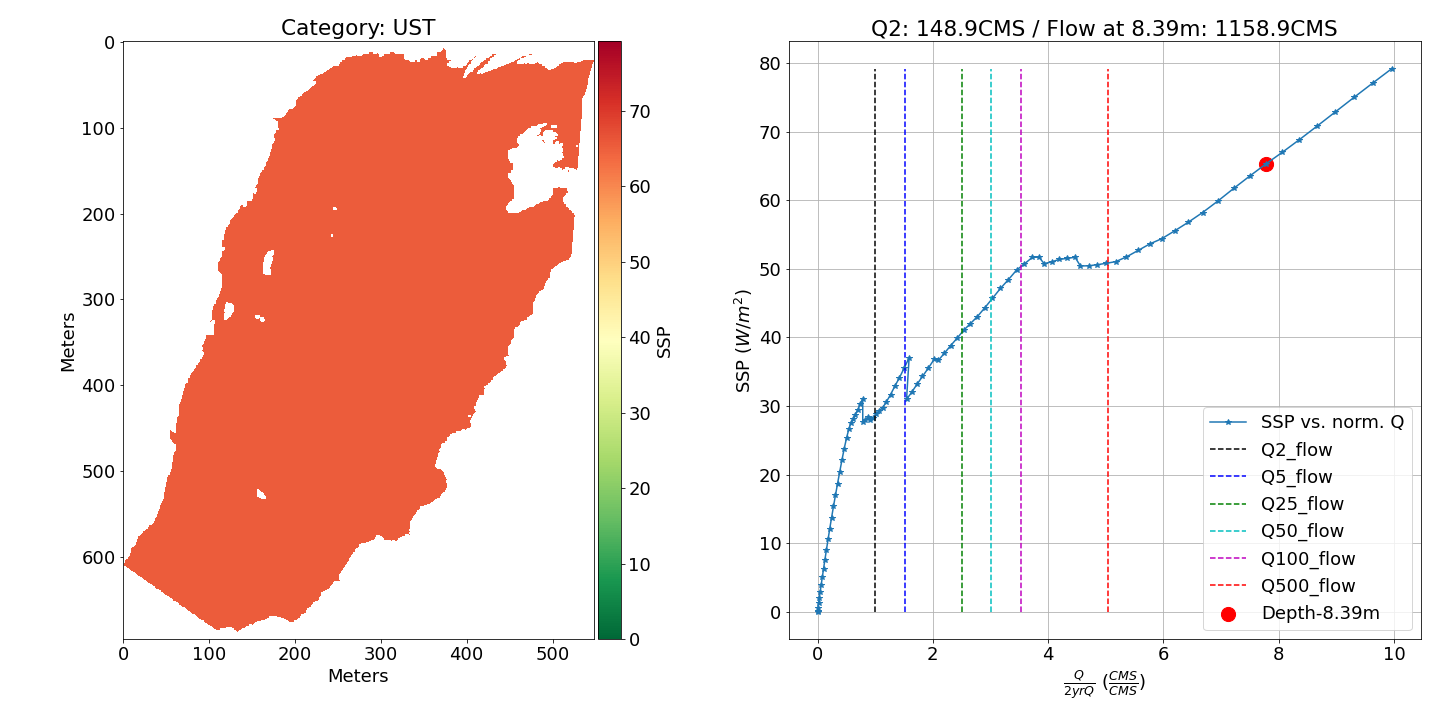 Category: UST
0
100
200
300
400
500
600
Meters
0 100 200 300 400 500
Meters
70
60
50
40
30
20
10
0
SSP
Q2: 148.9CMS / Flow at 8.39m: 1158.9CMS
80
70
60
50
40
30
20
10
0
SSP (W/m²)
0 2 4 6 8 10
Q/2yrQ (CMS/CMS)
SSP vs. norm. Q
Q2_flow
Q5_flow
Q25_flow
Q50_flow
Q100_flow
Q500_flow
Depth-8.39m